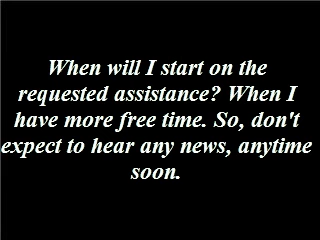 When will I start on the
requested assistance? When I
have more free time. So, don't
expect to hear any news, anytime
soon.